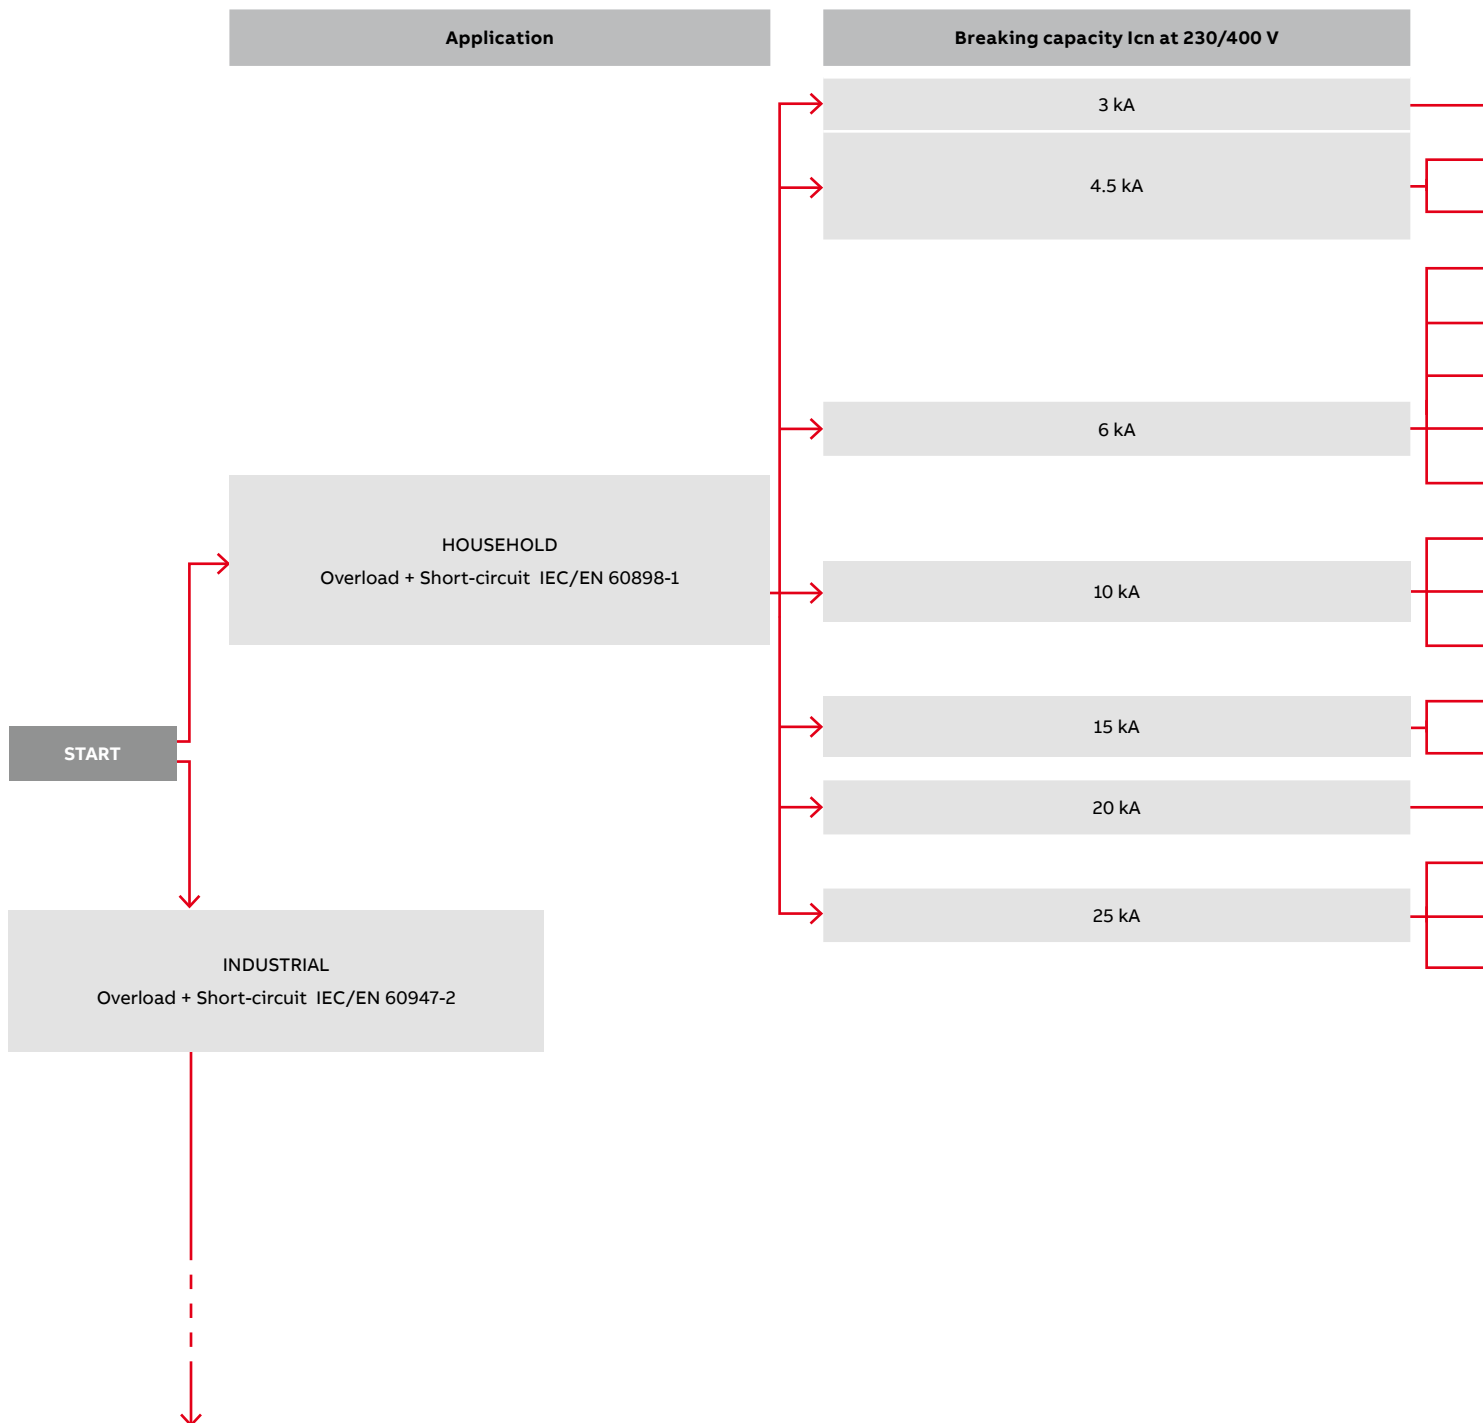 Application
Breaking capacity Icn at 230/400 V
3 kA
4.5 kA
6 kA
HOUSEHOLD
Overload + Short-circuit IEC/EN 60898-1
10 kA
15 kA
START
20 kA
25 kA
INDUSTRIAL
Overload + Short-circuit IEC/EN 60947-2